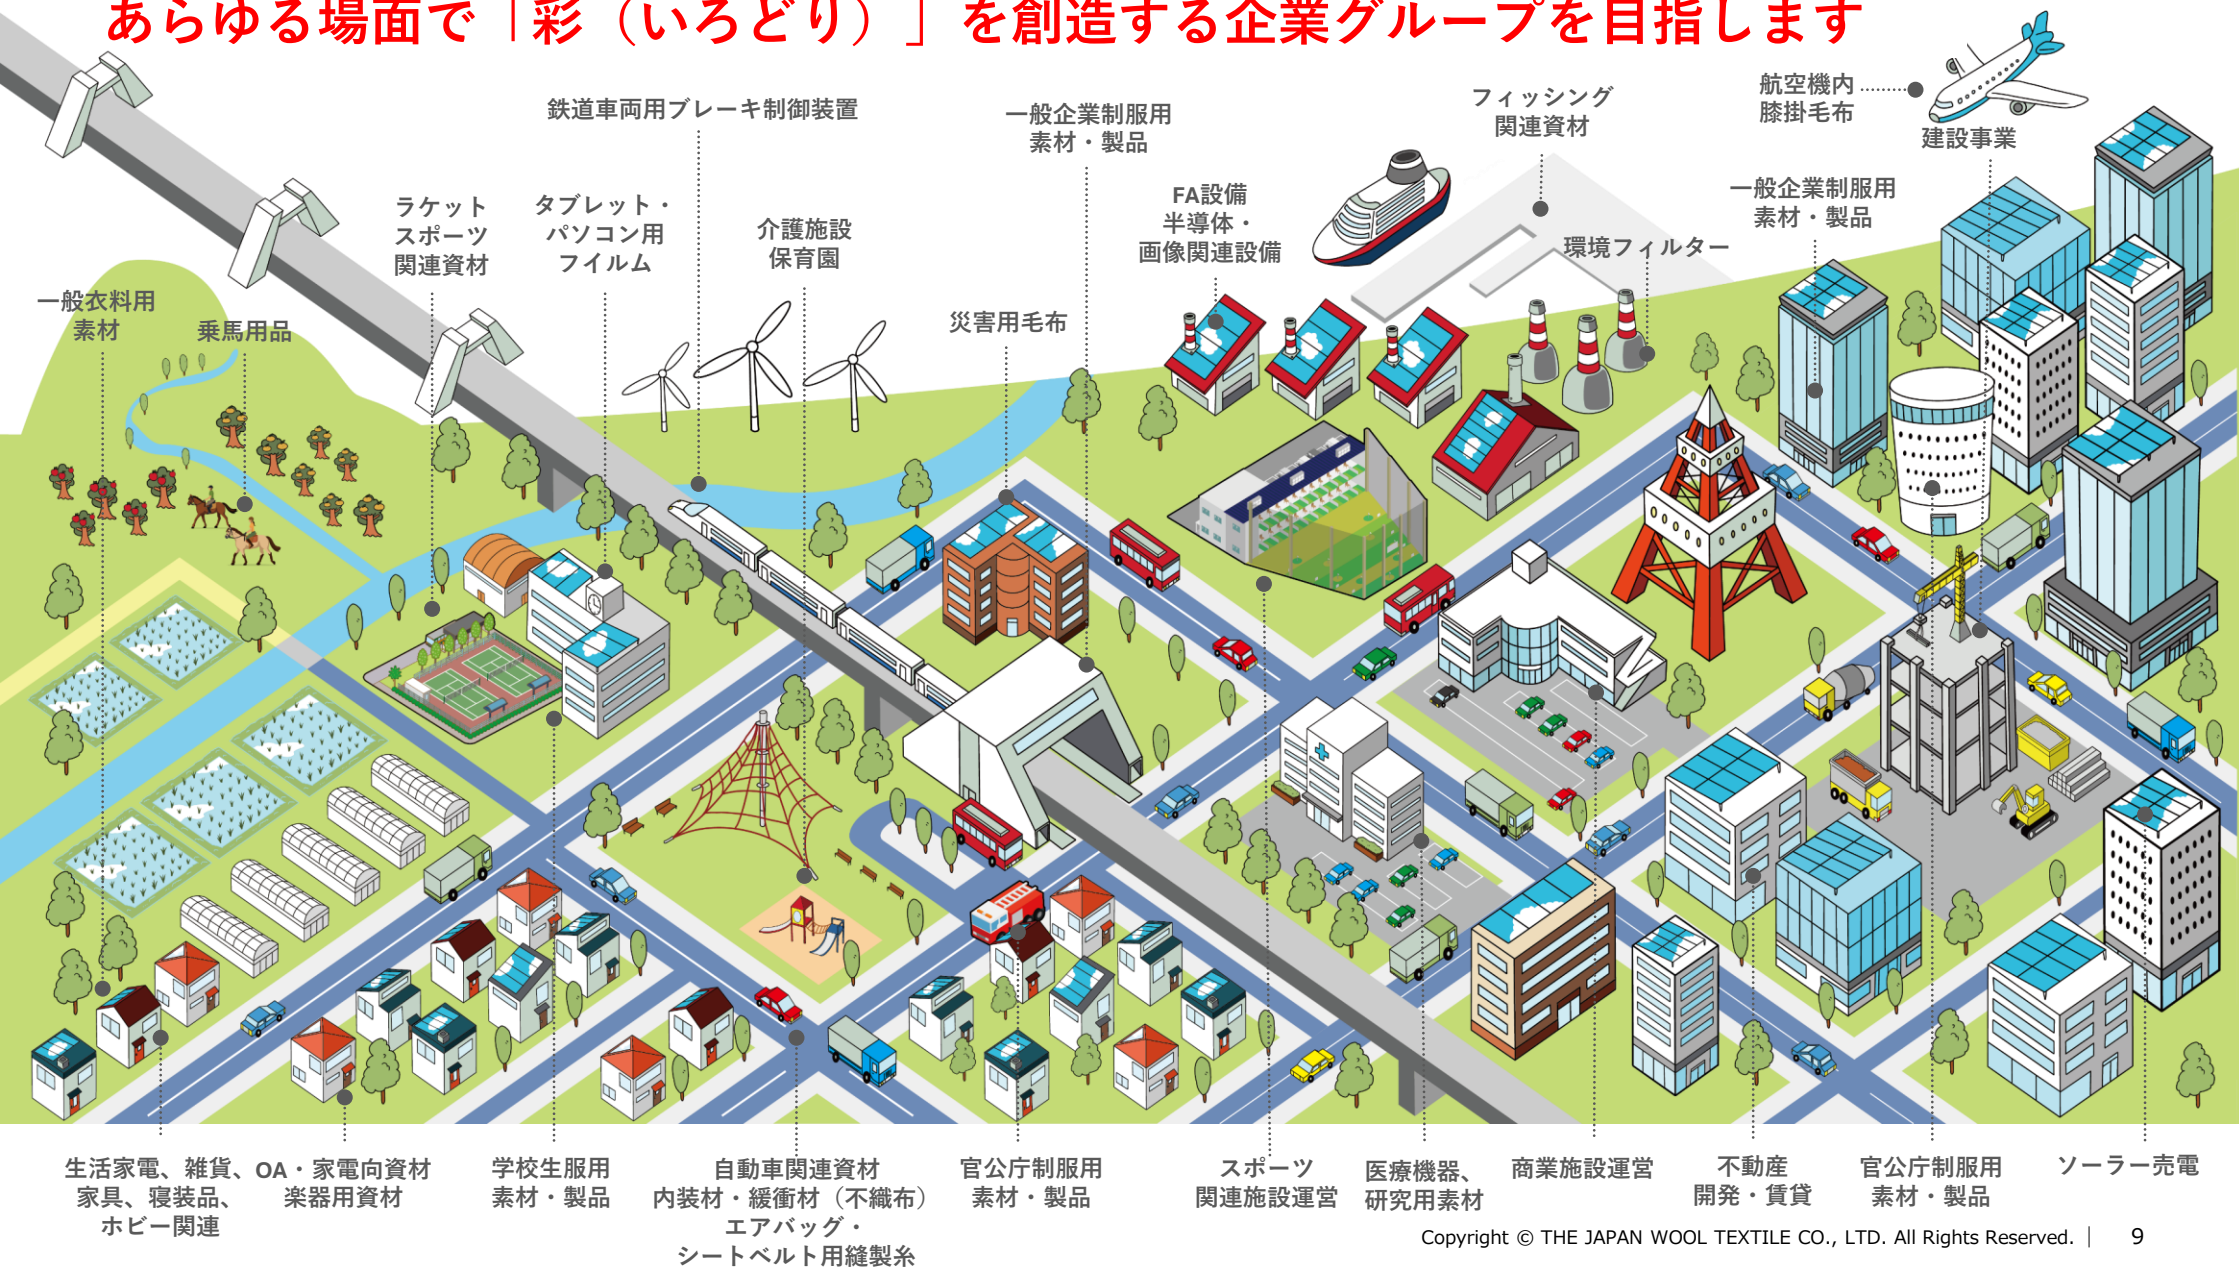 あらゆる場面で「彩（いろどり）」を創造する企業グループを目指します
航空機内
膝掛毛布
フィッシング
関連資材
鉄道車両用ブレーキ制御装置
一般企業制服用
素材・製品
建設事業
FA設備
半導体・
画像関連設備
一般企業制服用
素材・製品
ラケット
スポーツ
関連資材
タブレット・
パソコン用
フイルム
介護施設
保育園
環境フィルター
一般衣料用
素材
乗馬用品
災害用毛布
生活家電、雑貨、
家具、寝装品、
ホビー関連
OA・家電向資材
楽器用資材
学校生服用
素材・製品
自動車関連資材
内装材・緩衝材（不織布）
エアバッグ・
シートベルト用縫製糸
官公庁制服用
素材・製品
スポーツ
関連施設運営
医療機器、
研究用素材
商業施設運営
不動産
開発・賃貸
官公庁制服用
素材・製品
ソーラー売電
Copyright © THE JAPAN WOOL TEXTILE CO., LTD. All Rights Reserved.｜ 9